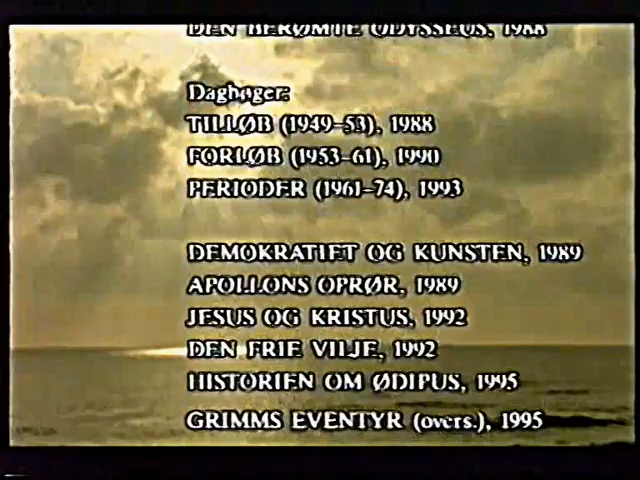 DEN BERØMTE ODYSSEUS, 1988
Dagbøger:
TILLØB (1949–53), 1988
FORLØB (1953–61), 1990
PERIODER (1961–74), 1993
DEMOKRATIET OG KUNSTEN, 1989
APOLLONS OPRØR, 1989
JESUS OG KRISTUS, 1992
DEN FRIE VILJE, 1992
HISTORIEN OM ØDIPUS, 1995
GRIMMS EVENTYR (overs.), 1995